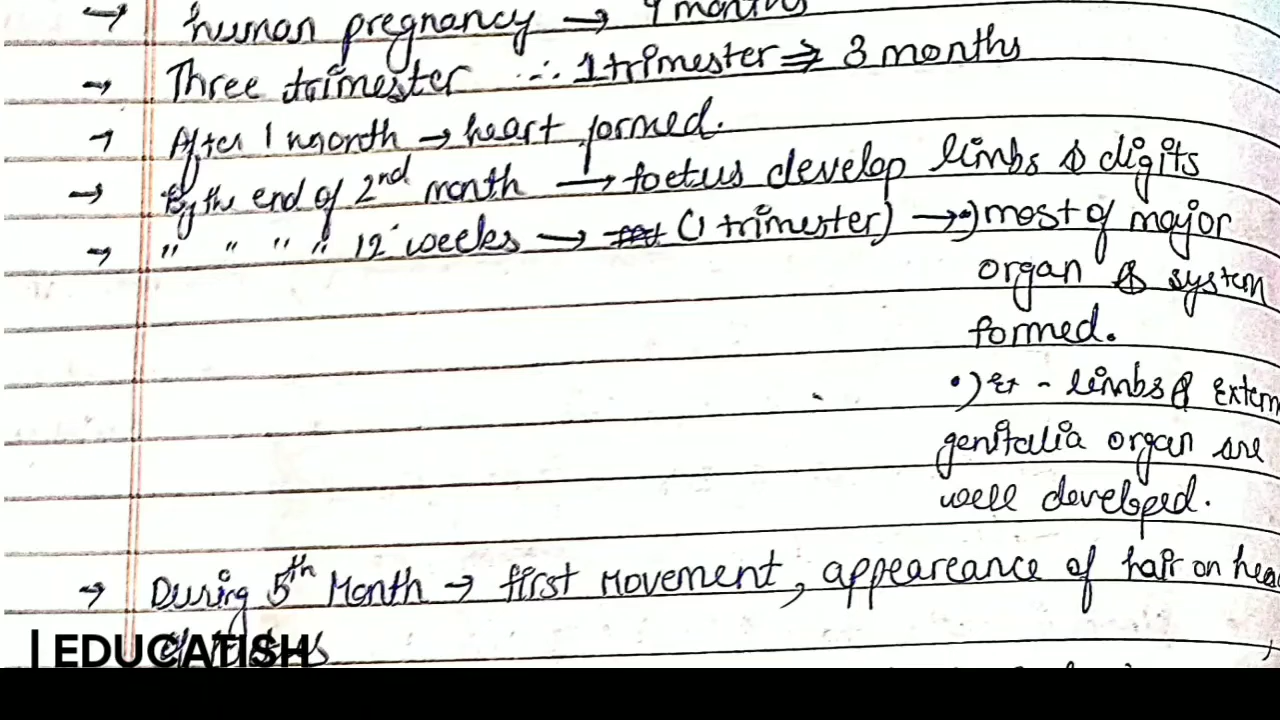 → human pregnancy → 9 months
→ Three trimester ∴ 1 trimester ⇒ 3 months
→ After 1 month → heart formed.
→ By the end of 2nd month → foetus develop limbs & digits
→ " " " " 12 weeks → (1 trimester) → •) most of major
organ & system
formed.
•) Ex - limbs & extern
genitalia organ are
well developed.
→ During 5th Month → first movement, appeareance of hair on head
| EDUCATISH